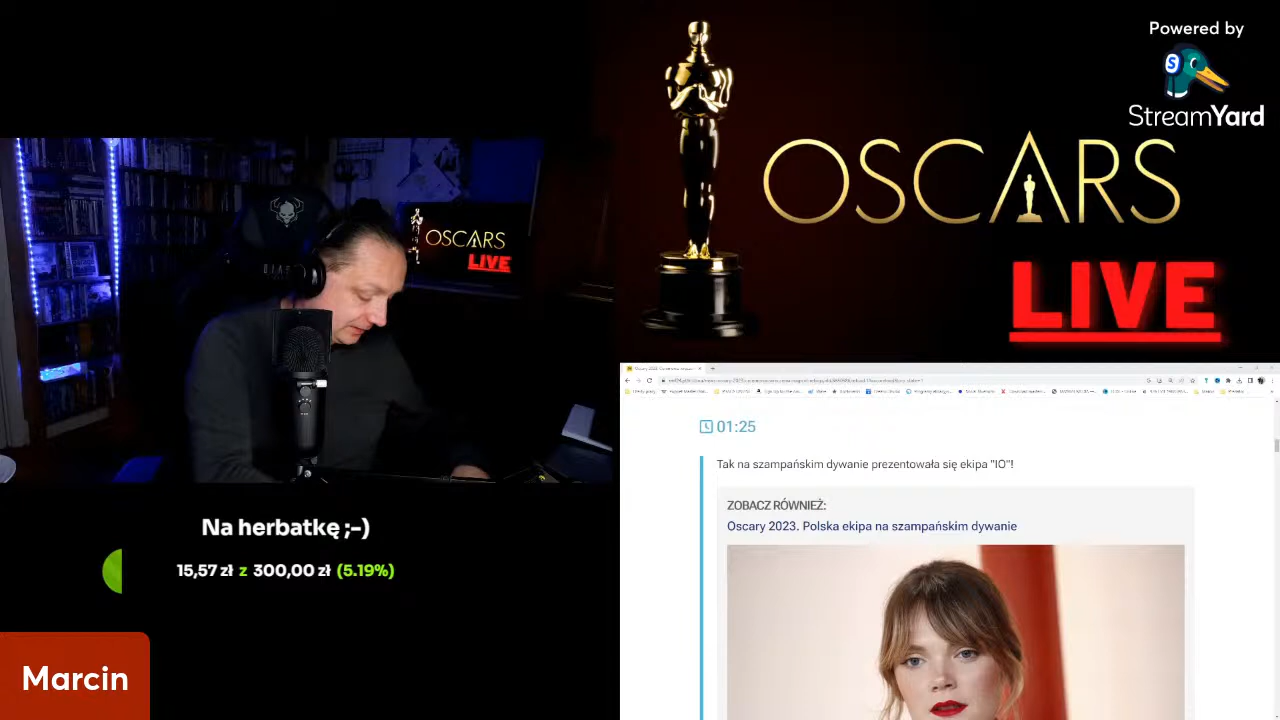 Powered by
StreamYard
OSCARS
LIVE
OSCARS
LIVE
01:25
Tak na szampańskim dywanie prezentowała się ekipa "IO"!
ZOBACZ RÓWNIEŻ:
Oscary 2023. Polska ekipa na szampańskim dywanie
Na herbatkę ;-)
15,57 zł z 300,00 zł (5.19%)
Marcin